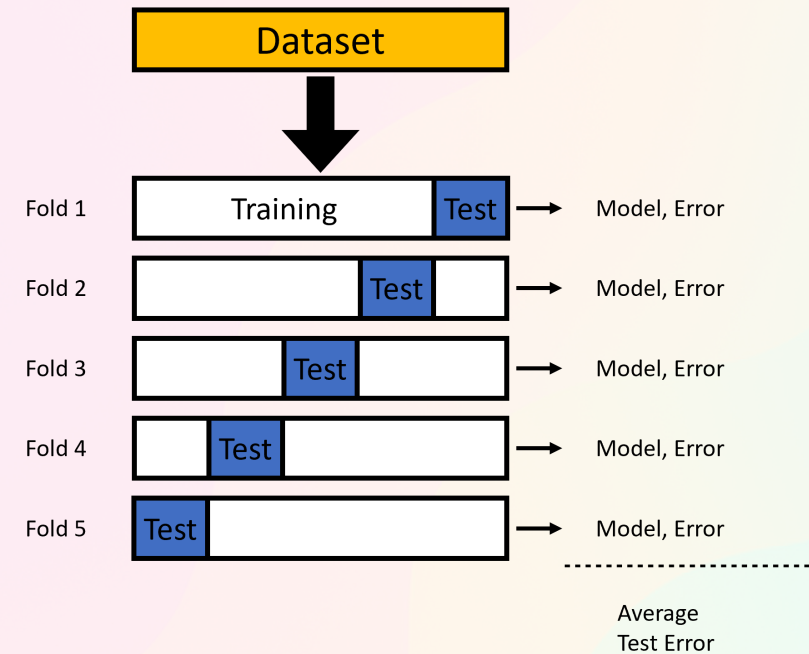 Dataset
Fold 1 Training Test Model, Error
Fold 2 Test Model, Error
Fold 3 Test Model, Error
Fold 4 Test Model, Error
Fold 5 Test Model, Error
Average
Test Error